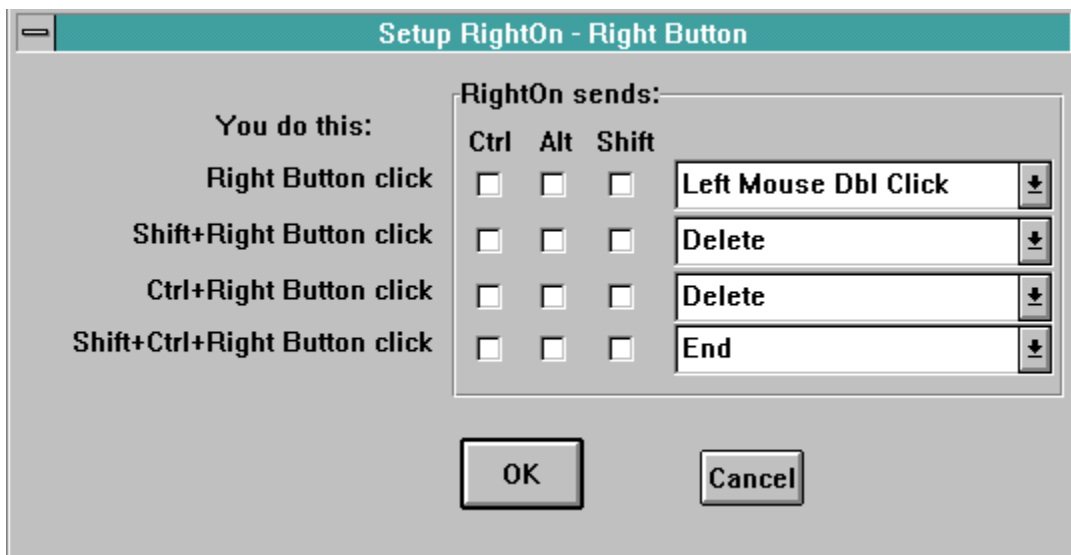 Setup RightOn - Right Button
RightOn sends:
You do this:
Ctrl Alt Shift
Right Button click Left Mouse Dbl Click
Shift+Right Button click Delete
Ctrl+Right Button click Delete
Shift+Ctrl+Right Button click End
OK Cancel